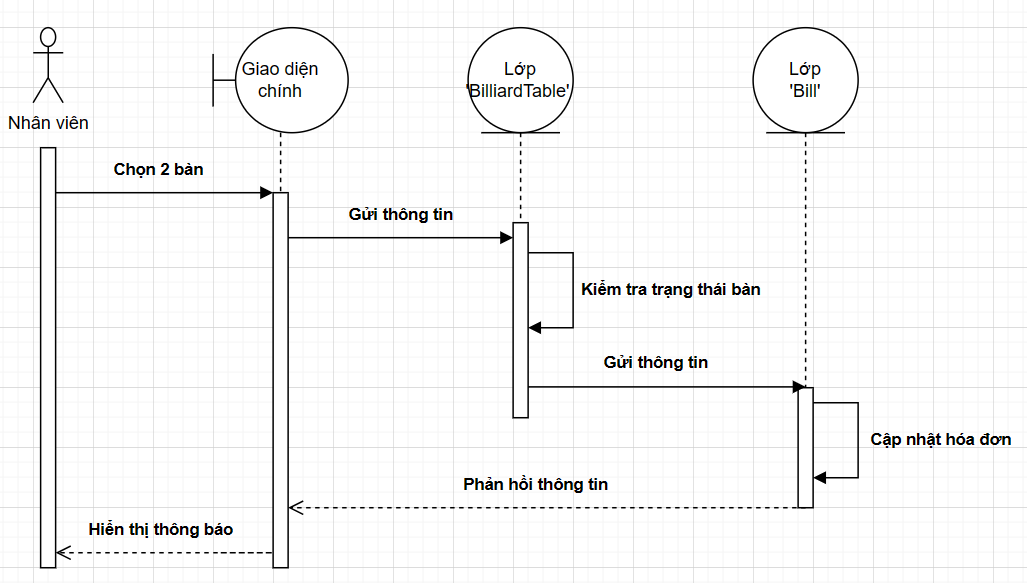 Giao diện
chính
Lớp
'BilliardTable'
Lớp
'Bill'
Nhân viên
Chọn 2 bàn
Gửi thông tin
Kiểm tra trạng thái bàn
Gửi thông tin
Cập nhật hóa đơn
Phản hồi thông tin
Hiển thị thông báo